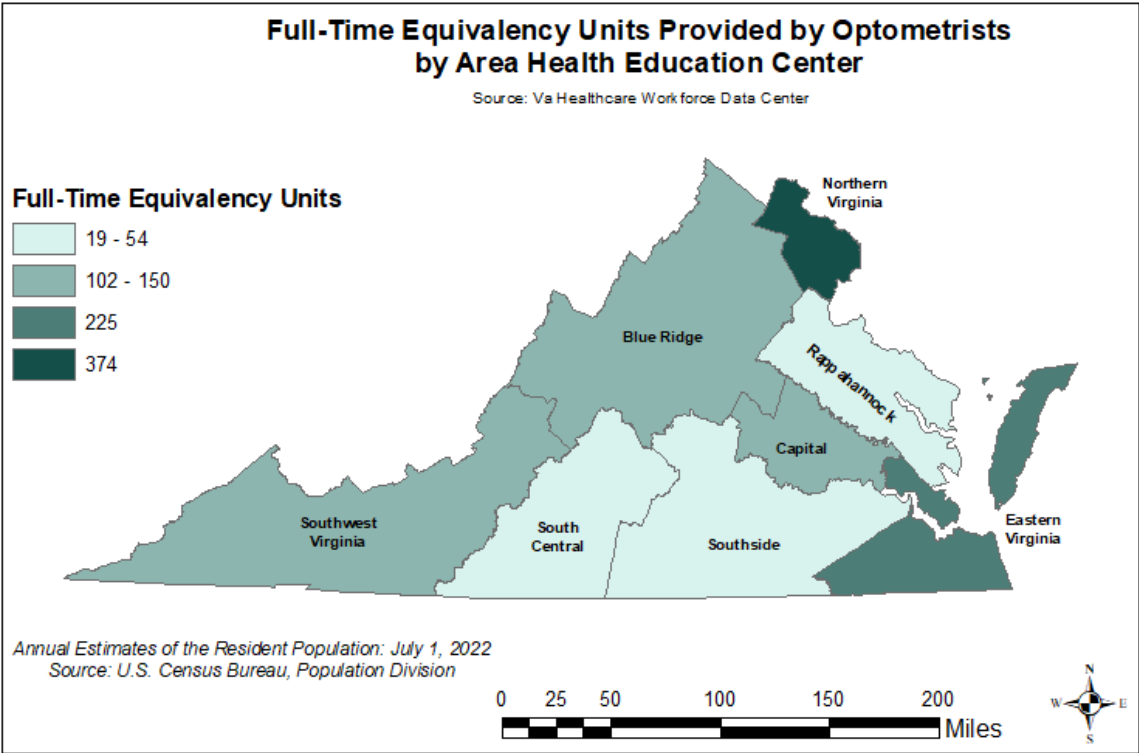 Full-Time Equivalency Units Provided by Optometrists
by Area Health Education Center
Source: Va Healthcare Work force Data Center
Full-Time Equivalency Units
19 - 54
102 - 150
225
374
Northern
Virginia
Blue Ridge
Rappahannock
Capital
Southwest
Virginia
South
Central
Southside
Eastern
Virginia
Annual Estimates of the Resident Population: July 1, 2022
Source: U.S. Census Bureau, Population Division
0 25 50 100 150 200
Miles
N
W E
S